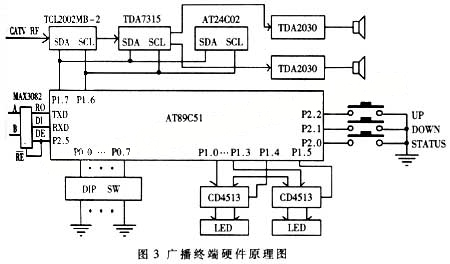 TCL2002MB-2 TDA7315 AT24C02
CATV RF
SDA SCL SDA SCL SDA SCL
TDA2030
TDA2030
MAX3082
A RO
DI
B
DE
RE
P1.7 P1.6
TXD
RXD
P2.5
AT89C51
P2.2 UP
P2.1 DOWN
P2.0 STATUS
P0.0 ··· P0.7 P1.0 ··· P1.3 P1.4 P1.5
DIP SW
CD4513 CD4513
LED LED
图 3 广播终端硬件原理图